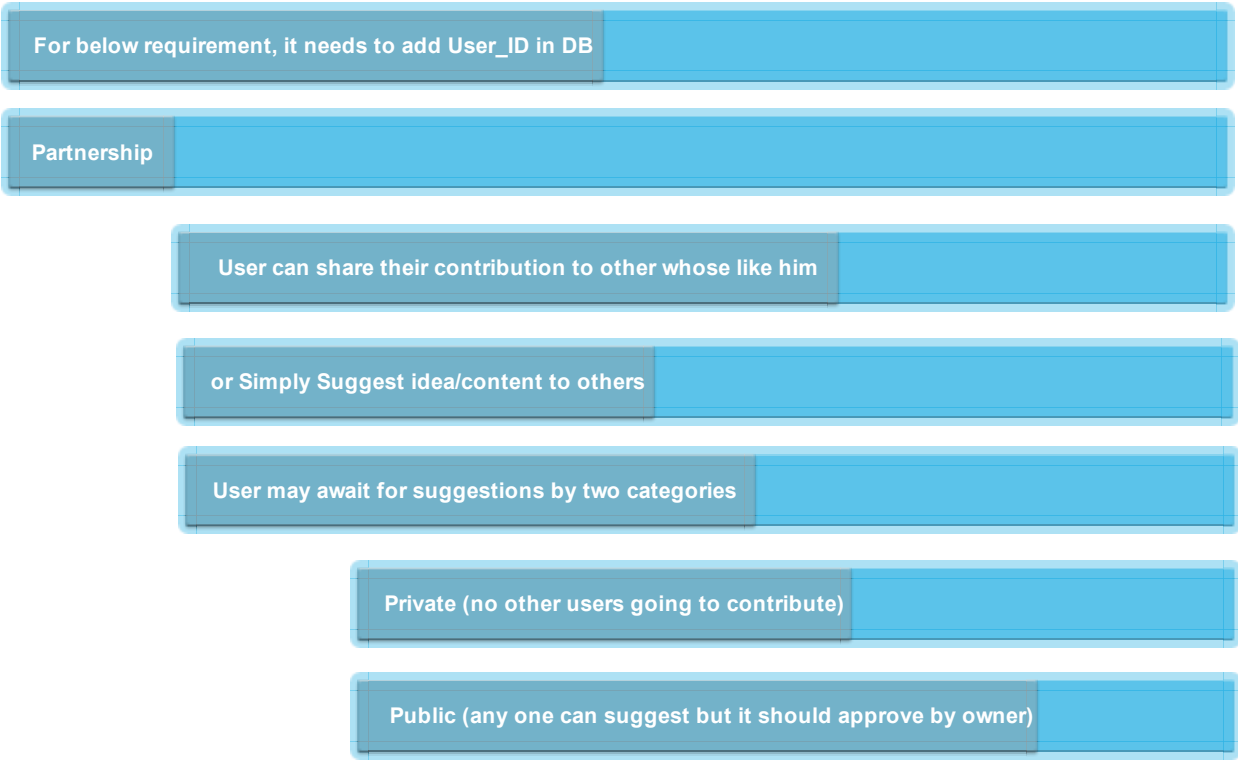 For below requirement, it needs to add User_ID in DB
Partnership
User can share their contribution to other whose like him
or Simply Suggest idea/content to others
User may await for suggestions by two categories
Private (no other users going to contribute)
Public (any one can suggest but it should approve by owner)